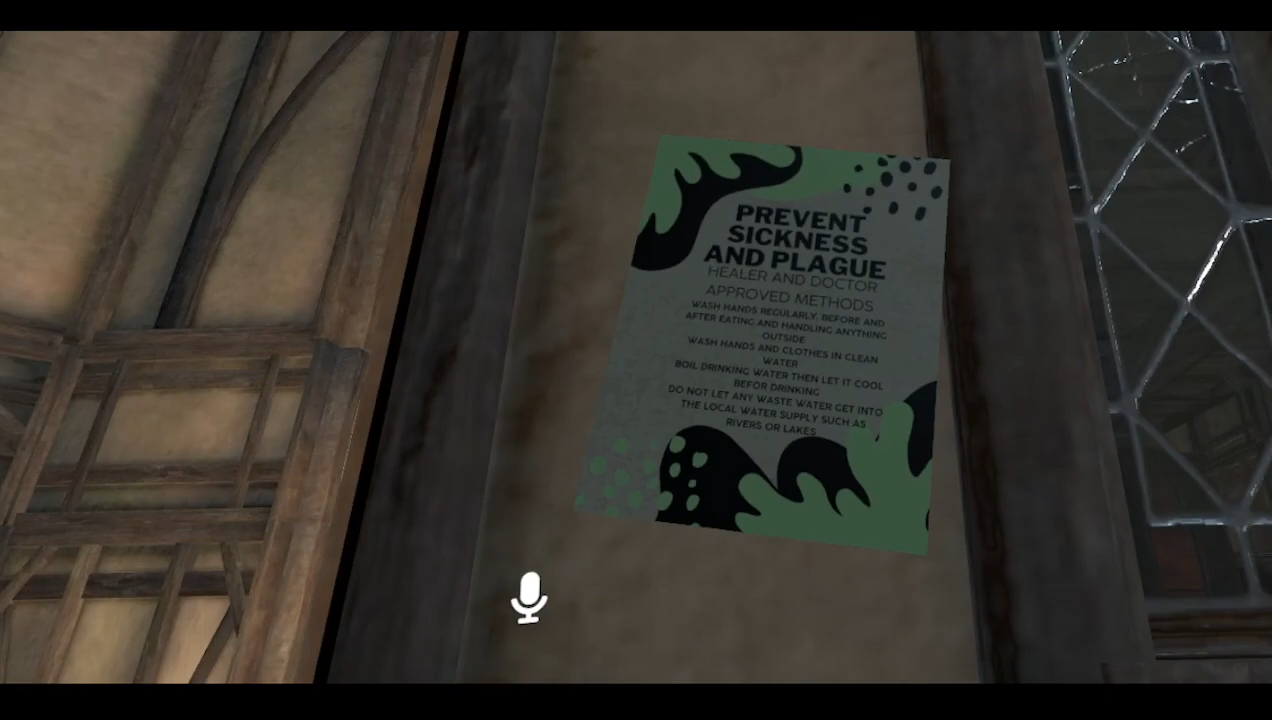 PREVENT
SICKNESS
AND PLAGUE
HEALER AND DOCTOR
APPROVED METHODS
WASH HANDS REGULARLY, BEFORE AND
AFTER EATING AND HANDLING ANYTHING
OUTSIDE
WASH HANDS AND CLOTHES IN CLEAN
WATER
BOIL DRINKING WATER THEN LET IT COOL
BEFOR DRINKING
DO NOT LET ANY WASTE WATER GET INTO
THE LOCAL WATER SUPPLY SUCH AS
RIVERS OR LAKES